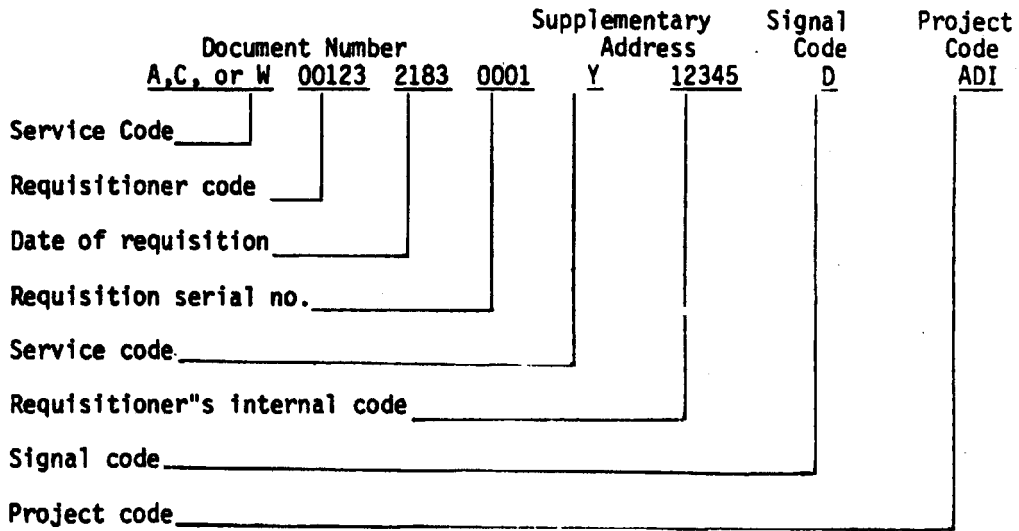 Supplementary Signal Project
Document Number Address Code Code
A,C, or W 00123 2183 0001 Y 12345 D ADI
Service Code
Requisitioner code
Date of requisition
Requisition serial no.
Service code
Requisitioner"s internal code
Signal code
Project code